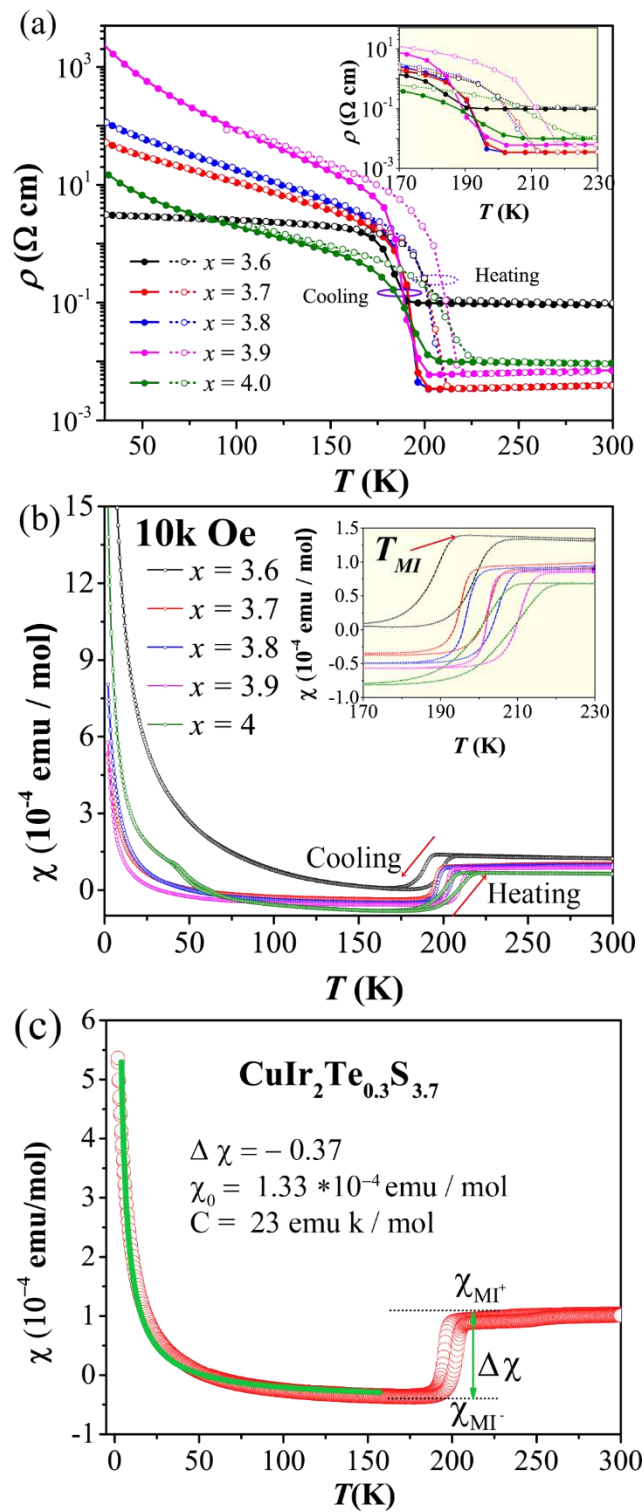 (a)
10³
10¹
10⁻¹
10⁻³
ρ (Ω cm)
50 100 150 200 250 300
T (K)
x = 3.6
x = 3.7
x = 3.8
x = 3.9
x = 4.0
Cooling
Heating
10¹
10⁻¹
10⁻³
ρ (Ω cm)
170 190 210 230
T (K)
(b)
10k Oe
x = 3.6
x = 3.7
x = 3.8
x = 3.9
x = 4
15
12
9
6
3
0
χ (10⁻⁴ emu / mol)
0 50 100 150 200 250 300
T (K)
Cooling
Heating
T_MI
1.5
1.0
0.5
0.0
-0.5
-1.0
χ (10⁻⁴ emu / mol)
170 190 210 230
T (K)
(c)
CuIr₂Te₀.₃S₃.₇
Δ χ = − 0.37
χ₀ = 1.33 *10⁻⁴ emu / mol
C = 23 emu k / mol
χ_MI⁺
Δ χ
χ_MI⁻
6
5
4
3
2
1
0
-1
χ (10⁻⁴ emu/mol)
0 50 100 150 200 250 300
T(K)